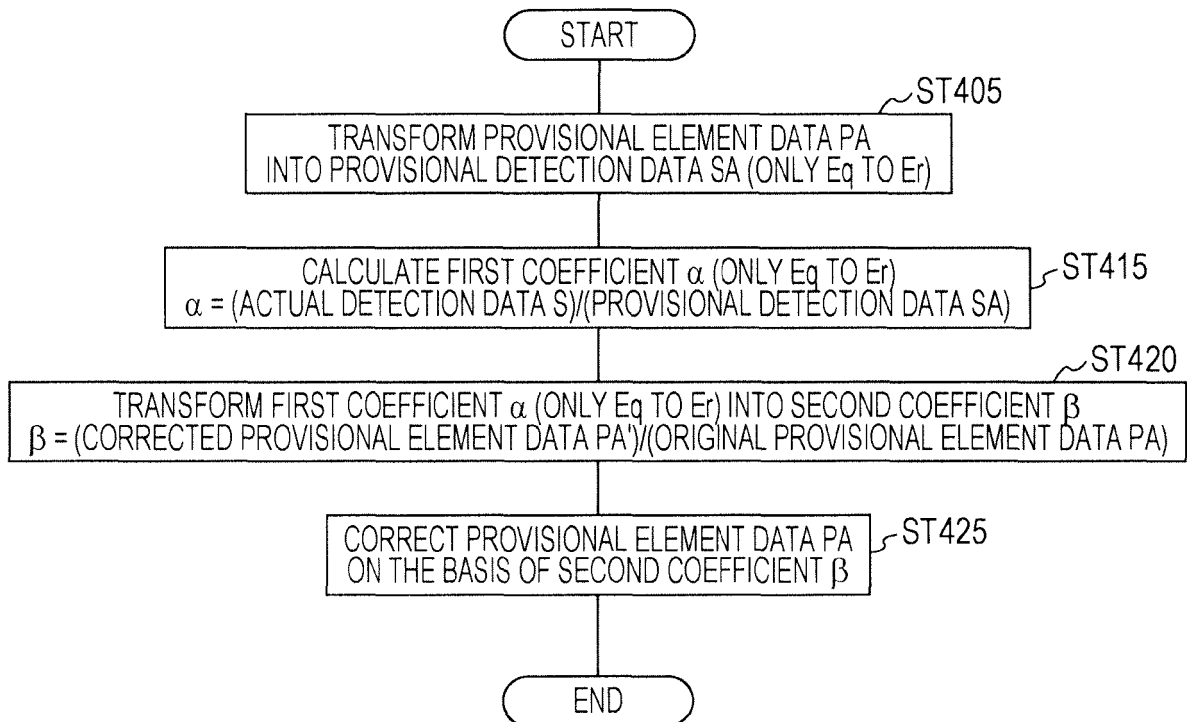 START
ST405
TRANSFORM PROVISIONAL ELEMENT DATA PA
INTO PROVISIONAL DETECTION DATA SA (ONLY Eq TO Er)
ST415
CALCULATE FIRST COEFFICIENT α (ONLY Eq TO Er)
α = (ACTUAL DETECTION DATA S)/(PROVISIONAL DETECTION DATA SA)
ST420
TRANSFORM FIRST COEFFICIENT α (ONLY Eq TO Er) INTO SECOND COEFFICIENT β
β = (CORRECTED PROVISIONAL ELEMENT DATA PA')/(ORIGINAL PROVISIONAL ELEMENT DATA PA)
ST425
CORRECT PROVISIONAL ELEMENT DATA PA
ON THE BASIS OF SECOND COEFFICIENT β
END